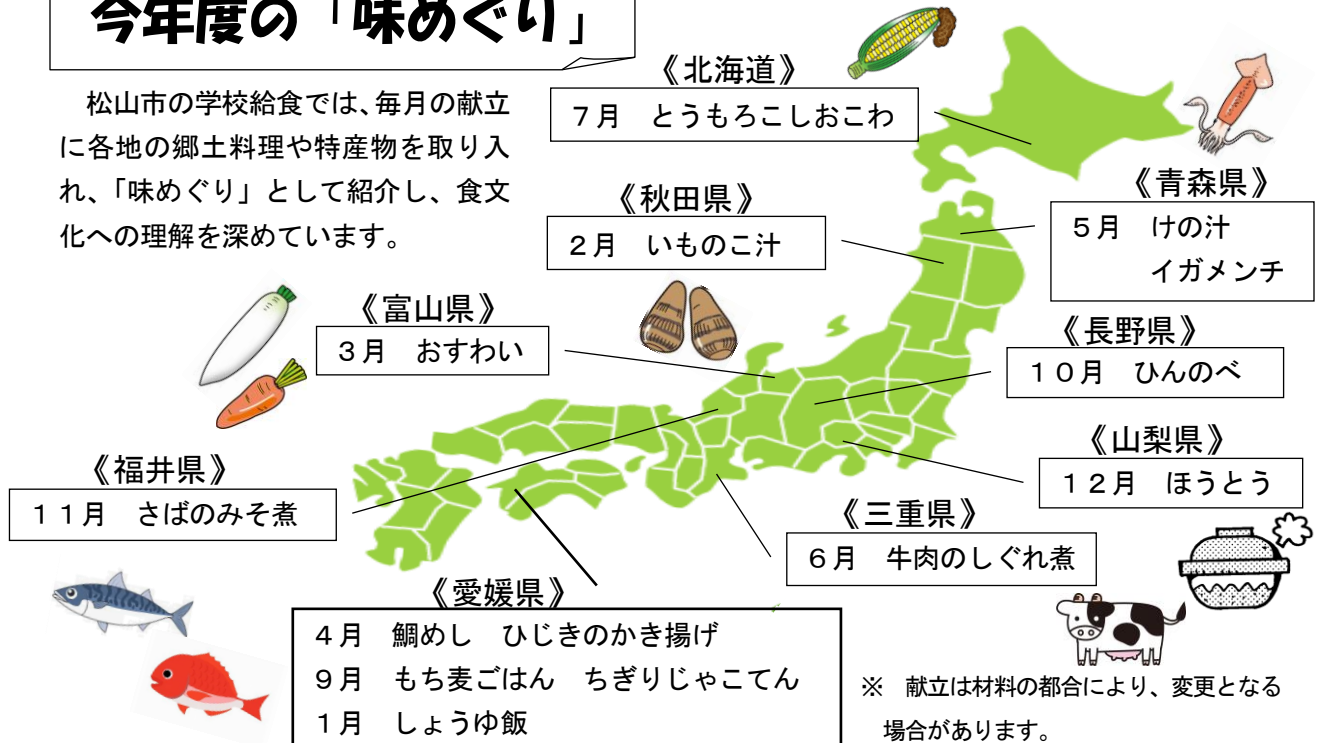 今年度の「味めぐり」
松山市の学校給食では、毎月の献立
に各地の郷土料理や特産物を取り入
れ、「味めぐり」として紹介し、食文
化への理解を深めています。
《北海道》
７月　とうもろこしおこわ
《青森県》
５月　けの汁
イガメンチ
《秋田県》
２月　いものこ汁
《富山県》
３月　おすわい
《長野県》
１０月　ひんのべ
《山梨県》
１２月　ほうとう
《福井県》
１１月　さばのみそ煮
《三重県》
６月　牛肉のしぐれ煮
《愛媛県》
４月　鯛めし　ひじきのかき揚げ
９月　もち麦ごはん　ちぎりじゃこてん
１月　しょうゆ飯
※　献立は材料の都合により、変更となる
場合があります。